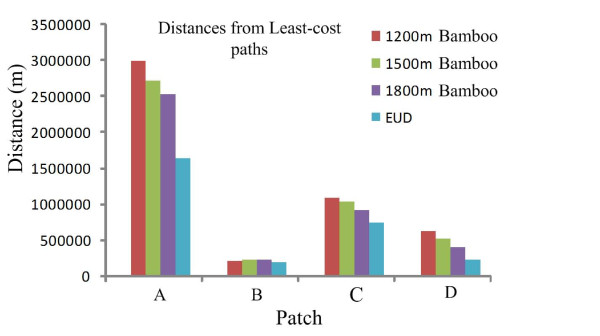 Distances from Least-cost
paths
1200m Bamboo
1500m Bamboo
1800m Bamboo
EUD
Distance (m)
3500000
3000000
2500000
2000000
1500000
1000000
500000
0
A
B
C
D
Patch